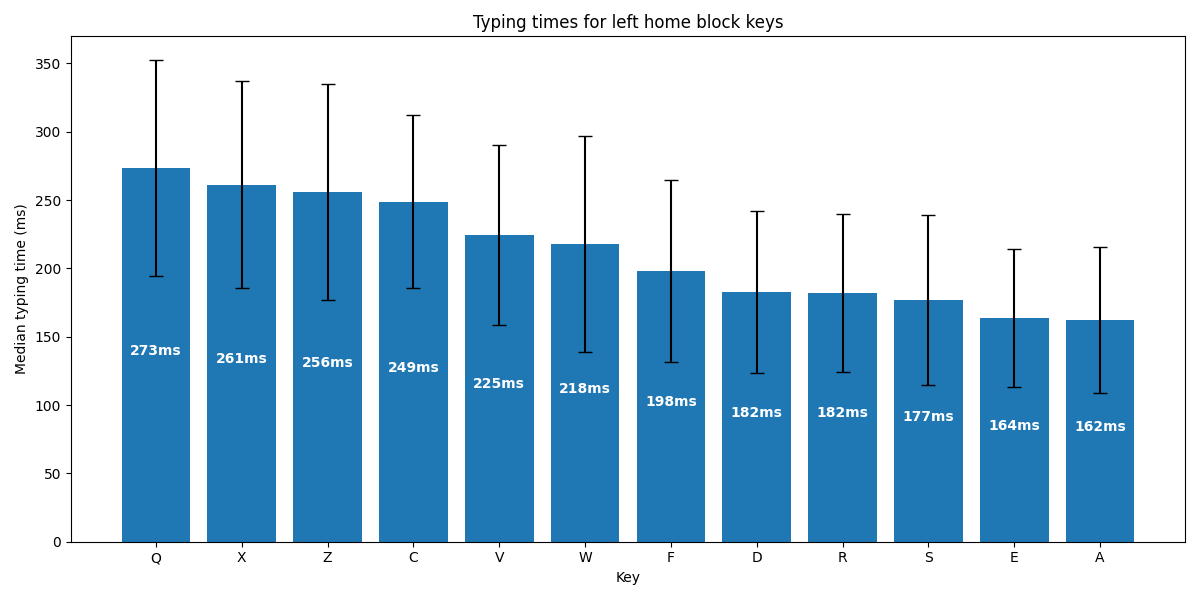 Typing times for left home block keys
Median typing time (ms)
350
300
250
200
150
100
50
0
273ms
261ms
256ms
249ms
225ms
218ms
198ms
182ms
182ms
177ms
164ms
162ms
Q X Z C V W F D R S E A
Key